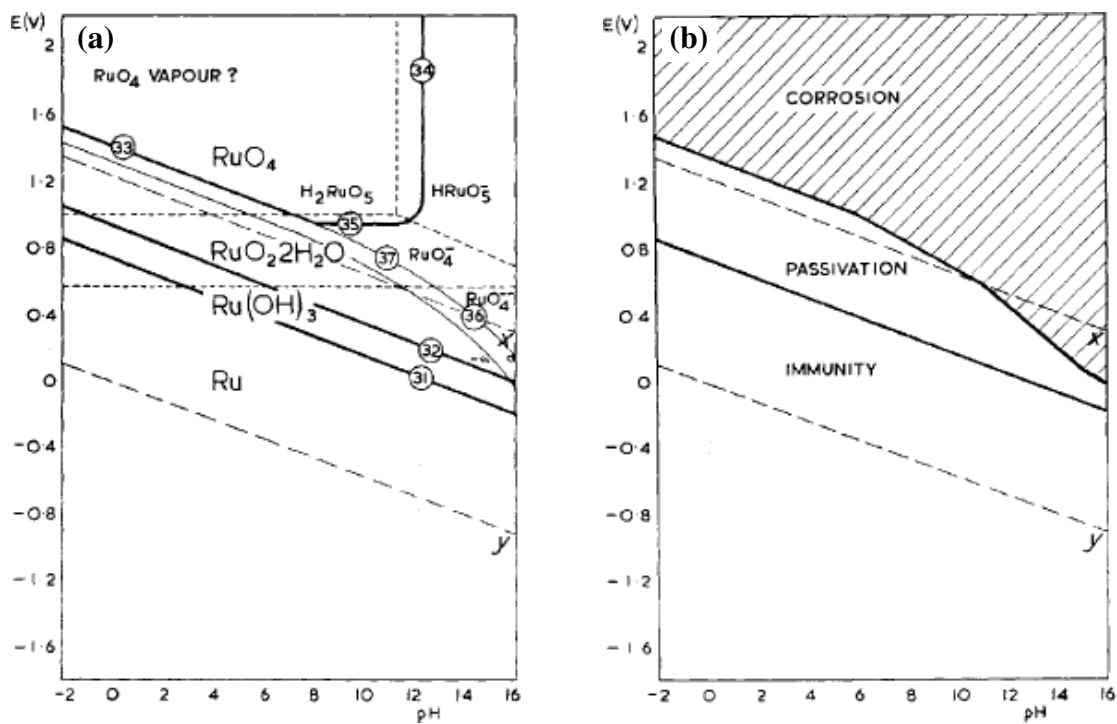 E(V)
(a)
2
1·6
1·2
0·8
0·4
0
−0·4
−0·8
−1·2
−1·6
RuO₄ VAPOUR ?
34
33
RuO₄
H₂RuO₅
HRuO₅⁻
35
RuO₂2H₂O
37
RuO₄⁻
Ru(OH)₃
RuO₄⁻⁻
36
x
32
31
Ru
y
-2 0 2 4 6 8 10 12 14 16
pH
E(V)
(b)
2
1·6
1·2
0·8
0·4
0
−0·4
−0·8
−1·2
−1·6
CORROSION
PASSIVATION
x
IMMUNITY
y
-2 0 2 4 6 8 10 12 14 16
pH